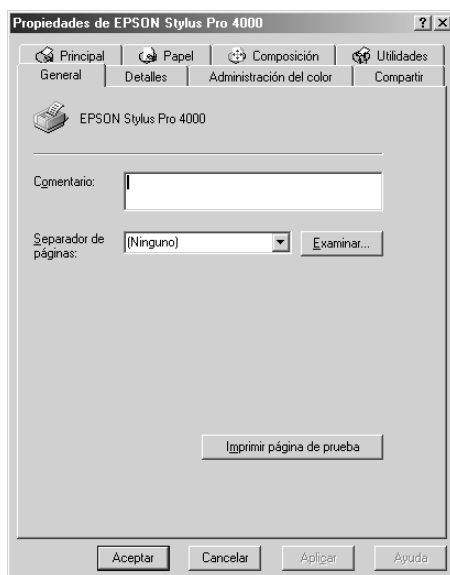 Propiedades de EPSON Stylus Pro 4000
Principal Papel Composición Utilidades
General Detalles Administración del color Compartir
EPSON Stylus Pro 4000
Comentario:
Separador de páginas:
(Ninguno) Examinar...
Imprimir página de prueba
Aceptar Cancelar Aplicar Ayuda